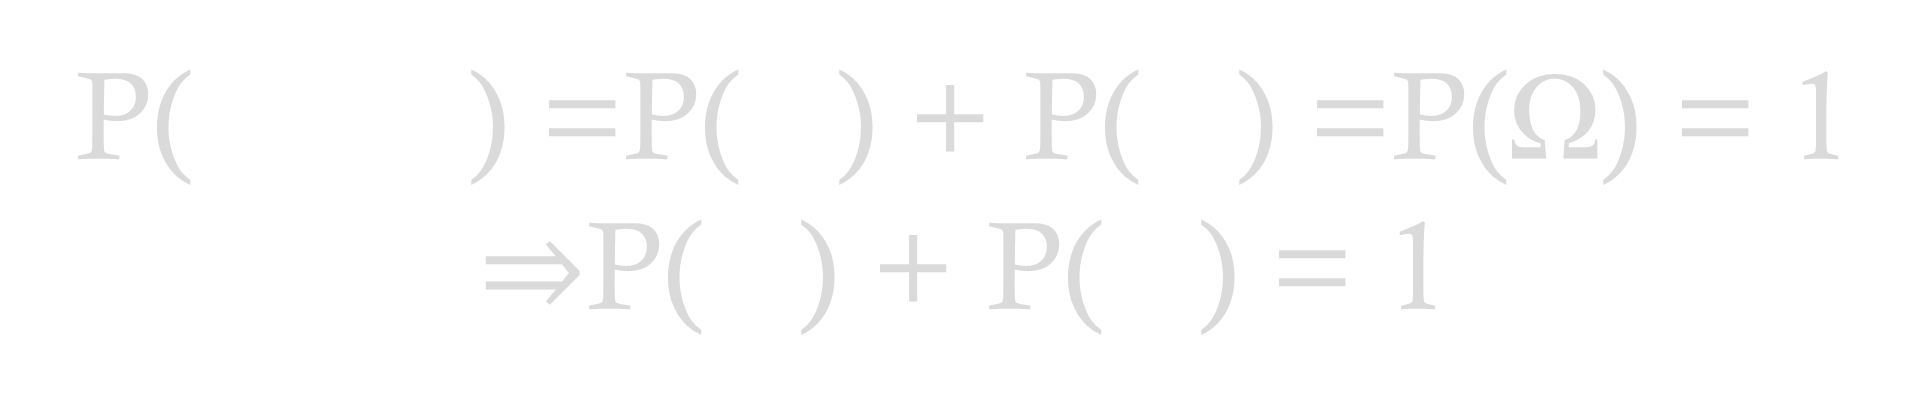 P( ) =P( ) + P( ) =P(Ω) = 1
⇒P( ) + P( ) = 1